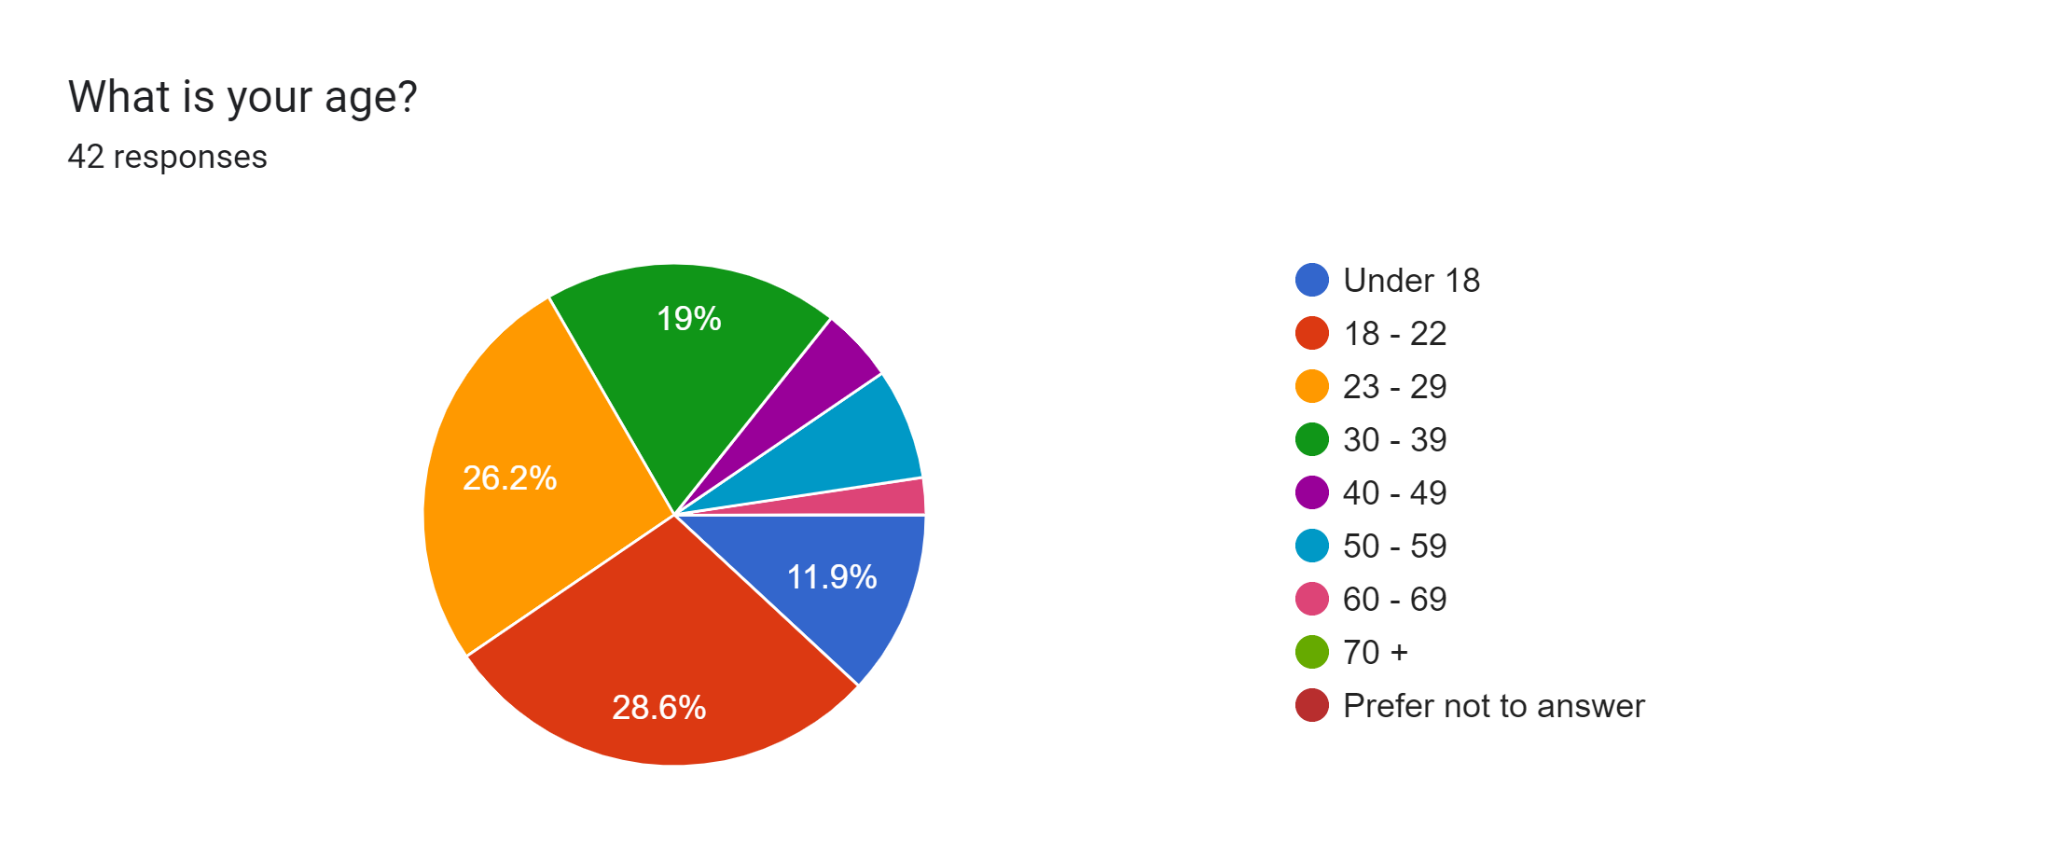 What is your age?
42 responses
19%
26.2%
11.9%
28.6%
Under 18
18 - 22
23 - 29
30 - 39
40 - 49
50 - 59
60 - 69
70 +
Prefer not to answer